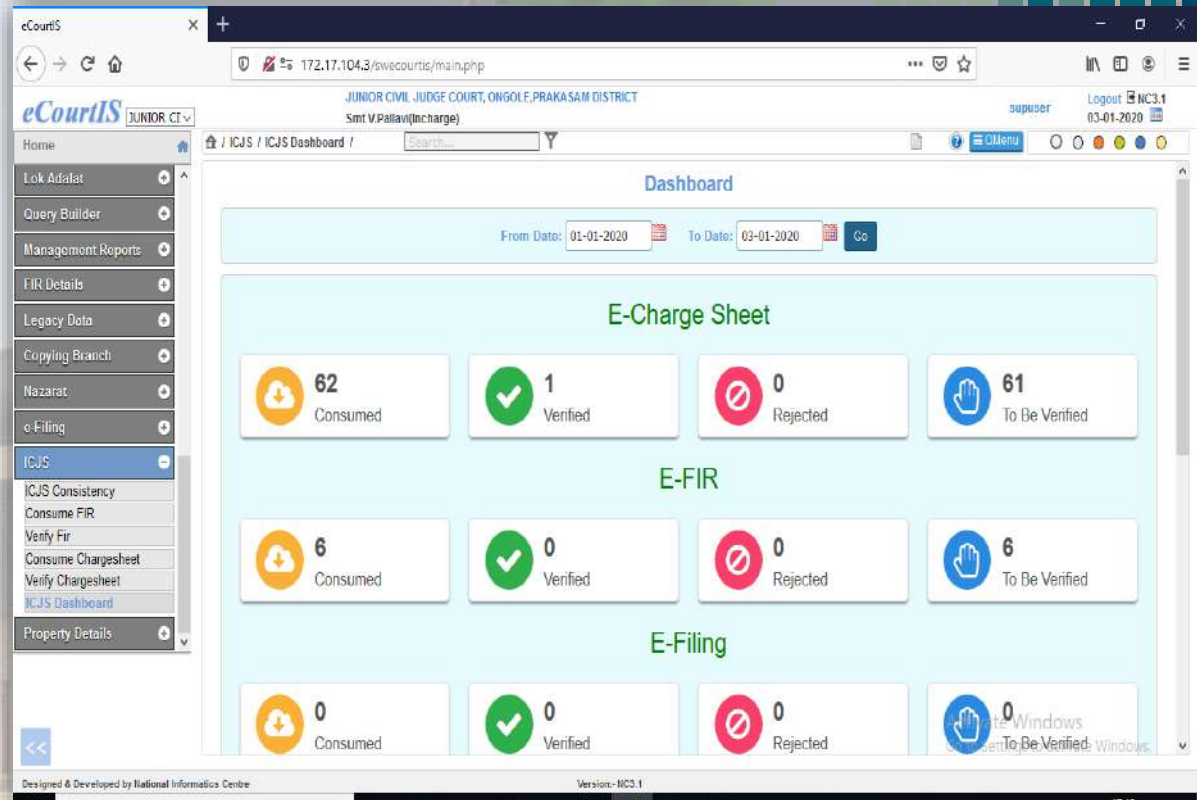 eCourtIS
172.17.104.3/swecourtis/main.php
eCourtIS JUNIOR CI
JUNIOR CIVIL JUDGE COURT, ONGOLE,PRAKASAM DISTRICT
Smt V.Pallavi(Incharge)
supuser
Logout NC3.1
03-01-2020
Home
/ ICJS / ICJS Dashboard /
Search...
QMenu
Lok Adalat
Query Builder
Management Reports
FIR Details
Legacy Data
Copying Branch
Nazarat
e-Filing
ICJS
ICJS Consistency
Consume FIR
Verify Fir
Consume Chargesheet
Verify Chargesheet
ICJS Dashboard
Property Details
<<
Dashboard
From Date: 01-01-2020 To Date: 03-01-2020 Go
E-Charge Sheet
62
Consumed
1
Verified
0
Rejected
61
To Be Verified
E-FIR
6
Consumed
0
Verified
0
Rejected
6
To Be Verified
E-Filing
0
Consumed
0
Verified
0
Rejected
0
To Be Verified
Designed & Developed by National Informatics Centre
Version:- NC3.1